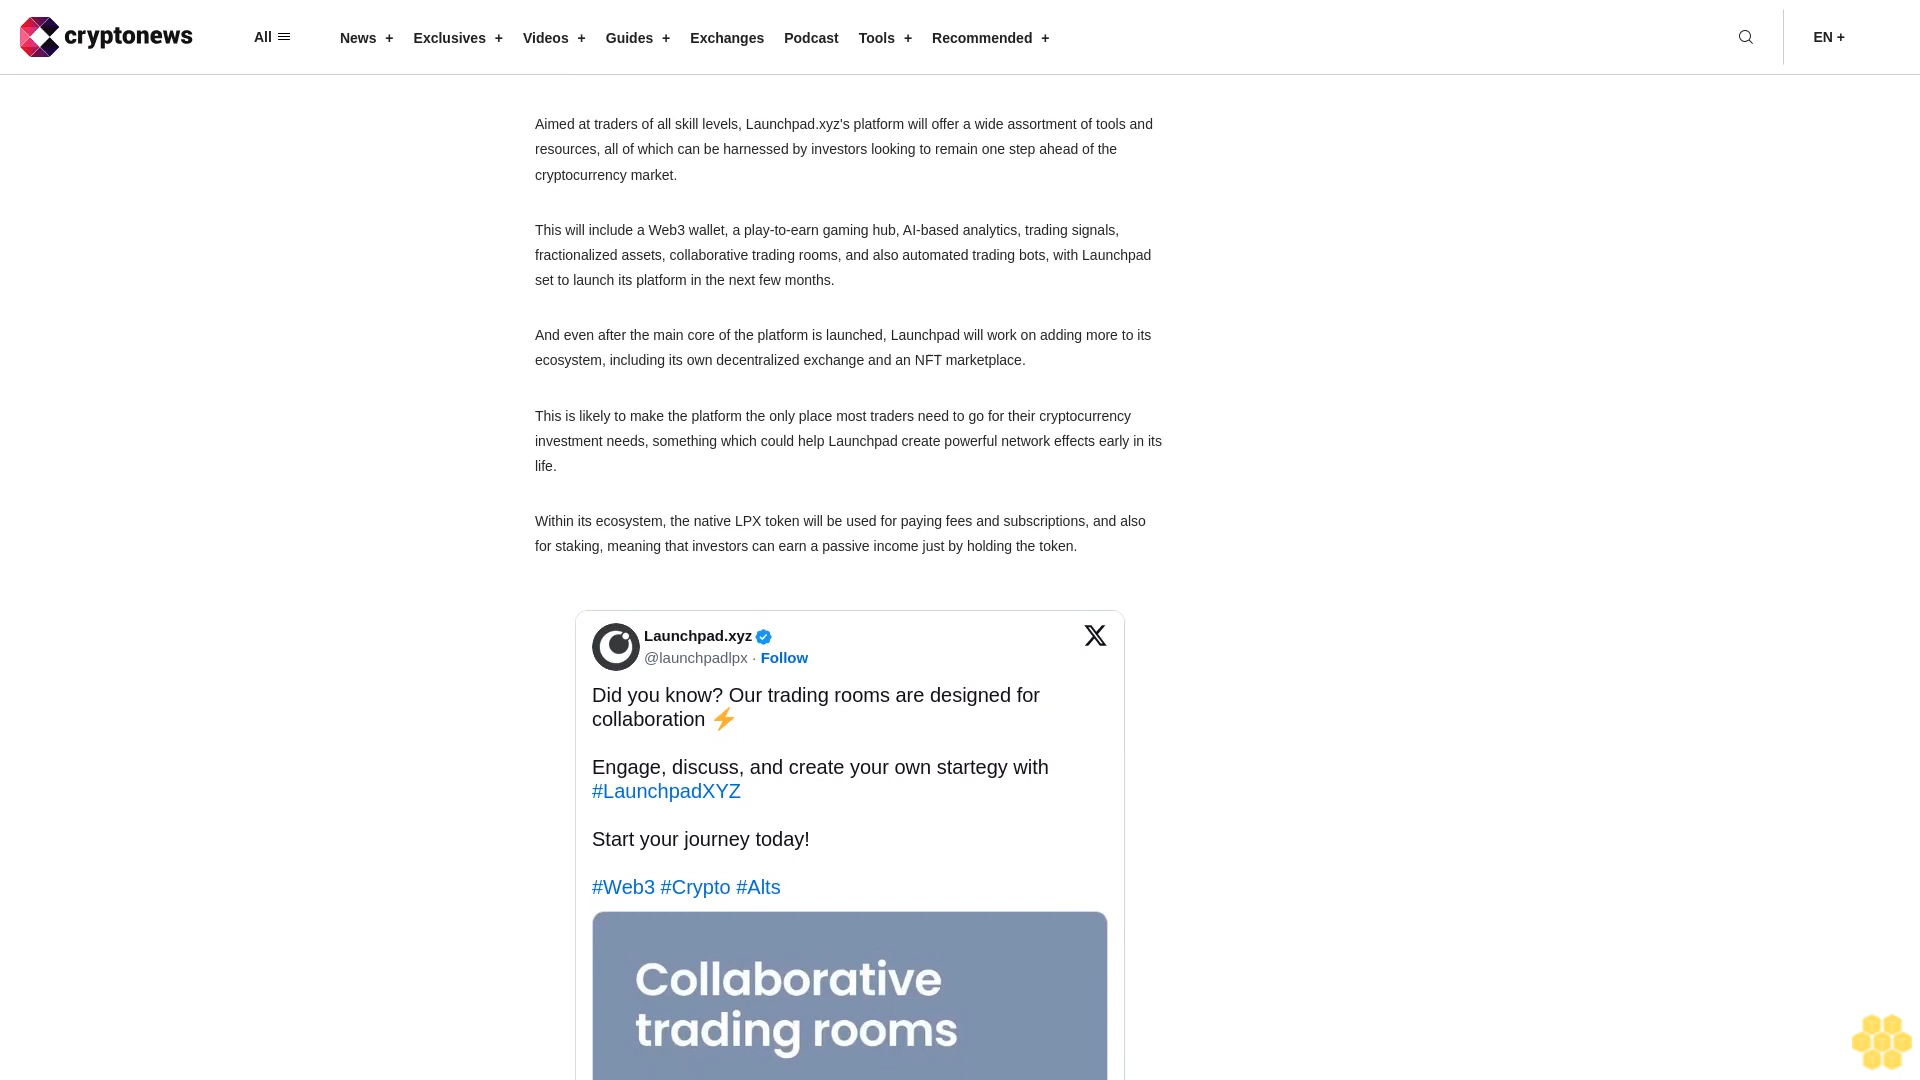 cryptonews
All
News +
Exclusives +
Videos +
Guides +
Exchanges
Podcast
Tools +
Recommended +
EN +
Aimed at traders of all skill levels, Launchpad.xyz's platform will offer a wide assortment of tools and
resources, all of which can be harnessed by investors looking to remain one step ahead of the
cryptocurrency market.
This will include a Web3 wallet, a play-to-earn gaming hub, AI-based analytics, trading signals,
fractionalized assets, collaborative trading rooms, and also automated trading bots, with Launchpad
set to launch its platform in the next few months.
And even after the main core of the platform is launched, Launchpad will work on adding more to its
ecosystem, including its own decentralized exchange and an NFT marketplace.
This is likely to make the platform the only place most traders need to go for their cryptocurrency
investment needs, something which could help Launchpad create powerful network effects early in its
life.
Within its ecosystem, the native LPX token will be used for paying fees and subscriptions, and also
for staking, meaning that investors can earn a passive income just by holding the token.
Launchpad.xyz
@launchpadlpx · Follow
Did you know? Our trading rooms are designed for
collaboration ⚡
Engage, discuss, and create your own startegy with
#LaunchpadXYZ
Start your journey today!
#Web3 #Crypto #Alts
Collaborative
trading rooms